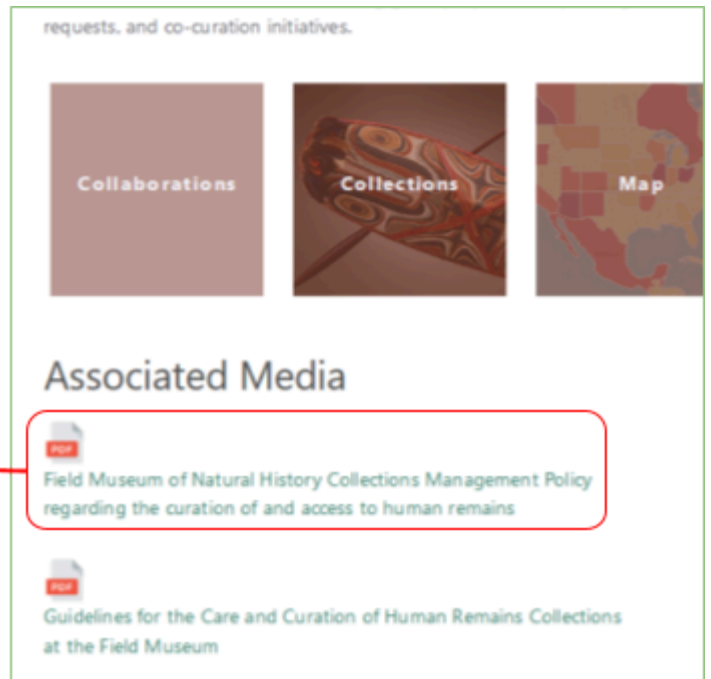 requests, and co-curation initiatives.
Collaborations
Collections
Map
Associated Media
PDF
Field Museum of Natural History Collections Management Policy
regarding the curation of and access to human remains
PDF
Guidelines for the Care and Curation of Human Remains Collections
at the Field Museum